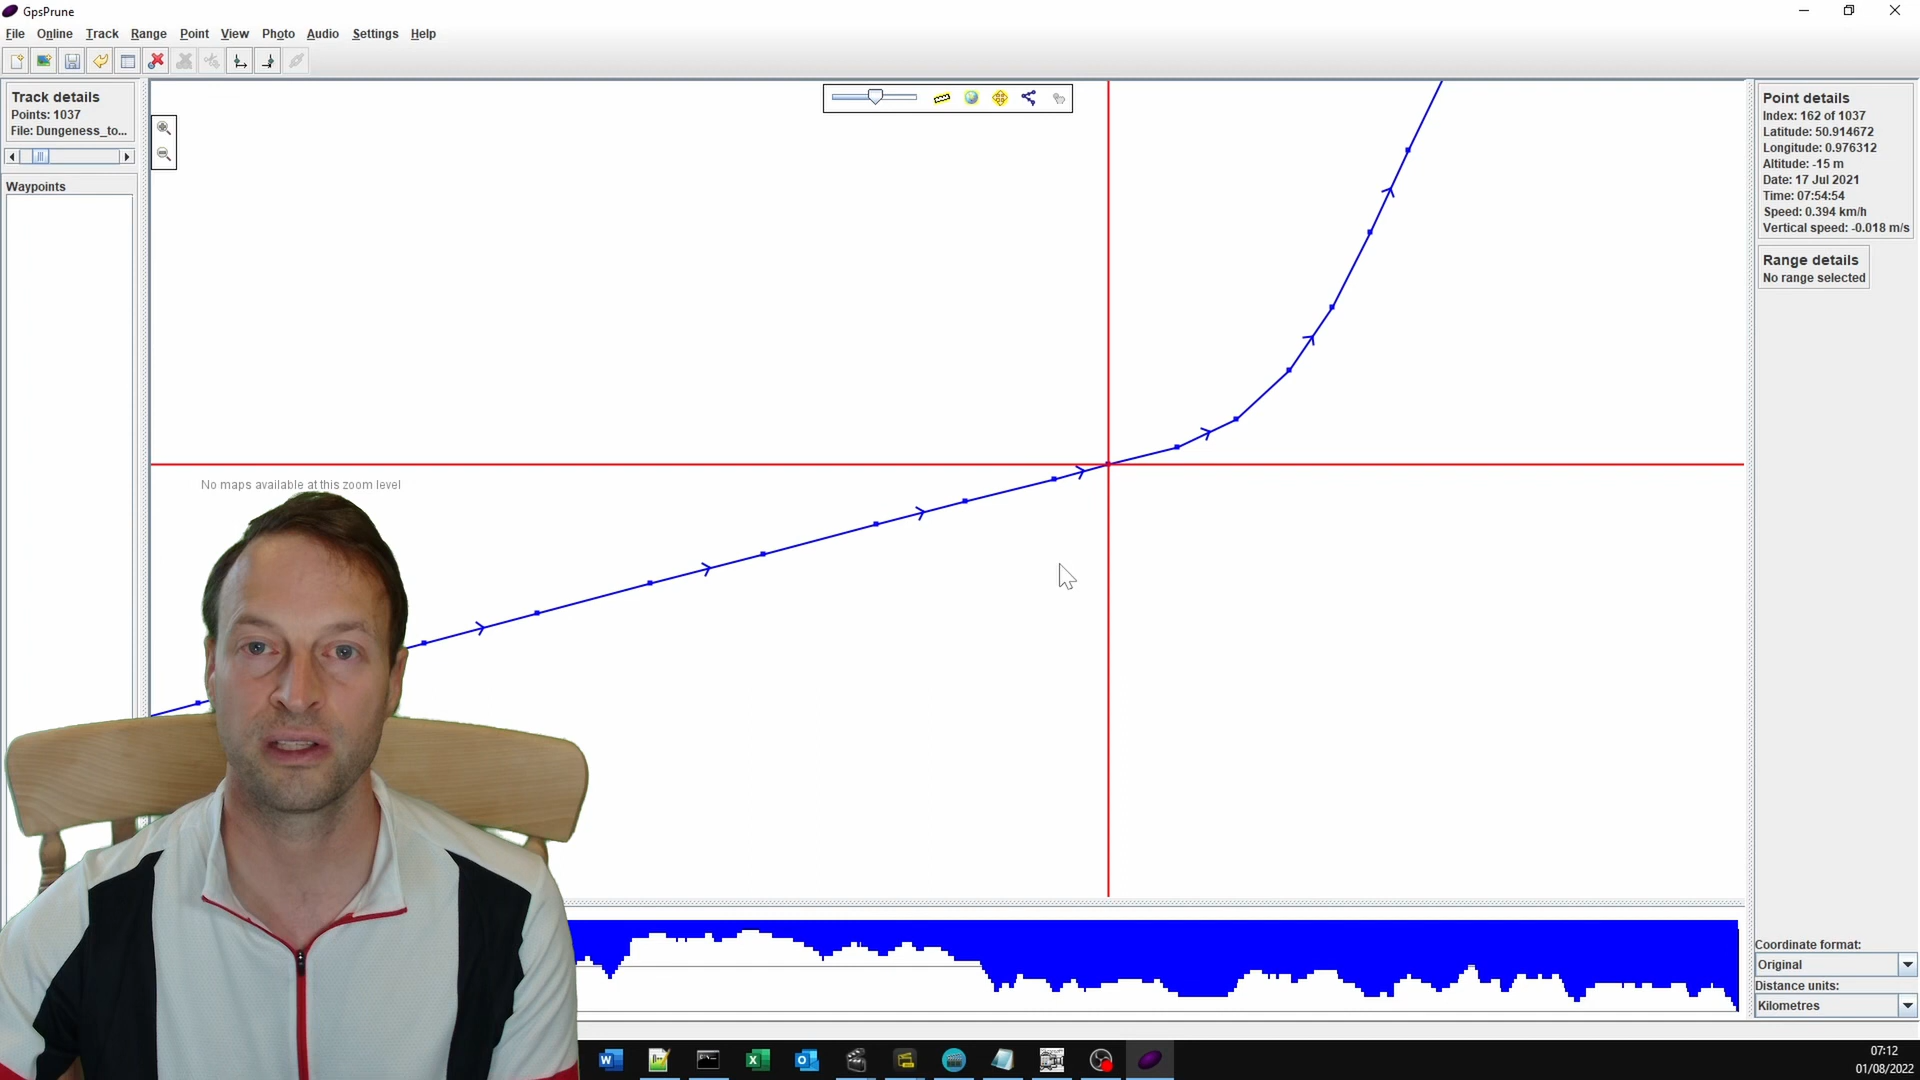 GpsPrune
File Online Track Range Point View Photo Audio Settings Help
Track details
Points: 1037
File: Dungeness_to...
Waypoints
No maps available at this zoom level
Point details
Index: 162 of 1037
Latitude: 50.914672
Longitude: 0.976312
Altitude: -15 m
Date: 17 Jul 2021
Time: 07:54:54
Speed: 0.394 km/h
Vertical speed: -0.018 m/s
Range details
No range selected
Coordinate format:
Original
Distance units:
Kilometres
07:12
01/08/2022